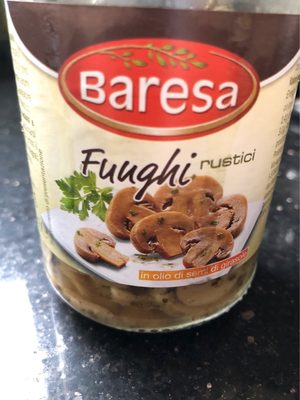 Baresa
Funghi rustici
in olio di semi di girasole